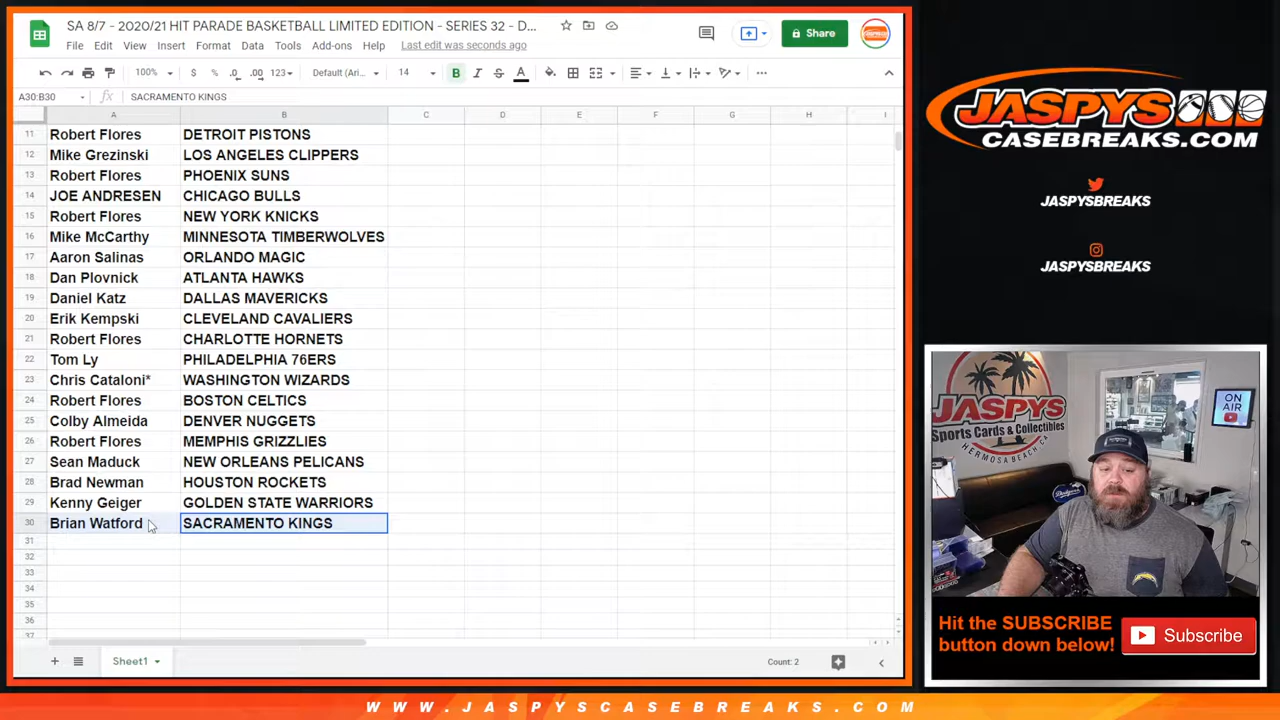 SA 8/7 - 2020/21 HIT PARADE BASKETBALL LIMITED EDITION - SERIES 32 - D...
File Edit View Insert Format Data Tools Add-ons Help Last edit was seconds ago
Share
100% $ % .0 .00 123 Default (Ari... 14 B I S A
A30:B30 fx SACRAMENTO KINGS
A B C D E F G H I
11 Robert Flores DETROIT PISTONS
12 Mike Grezinski LOS ANGELES CLIPPERS
13 Robert Flores PHOENIX SUNS
14 JOE ANDRESEN CHICAGO BULLS
15 Robert Flores NEW YORK KNICKS
16 Mike McCarthy MINNESOTA TIMBERWOLVES
17 Aaron Salinas ORLANDO MAGIC
18 Dan Plovnick ATLANTA HAWKS
19 Daniel Katz DALLAS MAVERICKS
20 Erik Kempski CLEVELAND CAVALIERS
21 Robert Flores CHARLOTTE HORNETS
22 Tom Ly PHILADELPHIA 76ERS
23 Chris Cataloni* WASHINGTON WIZARDS
24 Robert Flores BOSTON CELTICS
25 Colby Almeida DENVER NUGGETS
26 Robert Flores MEMPHIS GRIZZLIES
27 Sean Maduck NEW ORLEANS PELICANS
28 Brad Newman HOUSTON ROCKETS
29 Kenny Geiger GOLDEN STATE WARRIORS
30 Brian Watford SACRAMENTO KINGS
31
32
33
34
35
36
37
Sheet1
Count: 2
JASPYS
CASEBREAKS.COM
JASPYSBREAKS
JASPYSBREAKS
JASPYS
Sports Cards & Collectibles
HERMOSA BEACH CA
ON
AIR
Dodgers
Hit the SUBSCRIBE
button down below!
Subscribe
WWW.JASPYSCASEBREAKS.COM